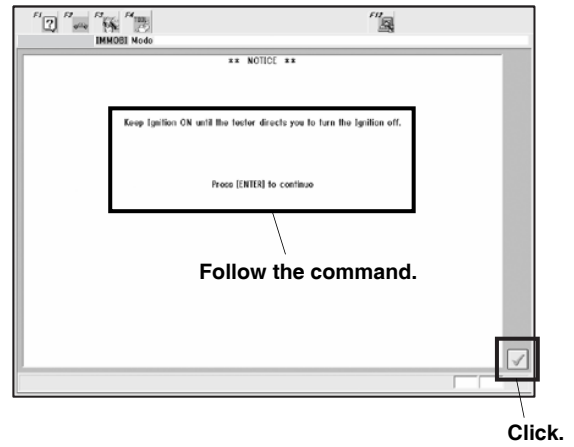 F1 F2 F3 F4 F12
?
IMMOBI Mode
** NOTICE **
Keep Ignition ON until the tester directs you to turn the Ignition off.
Press [ENTER] to continue
Follow the command.
Click.